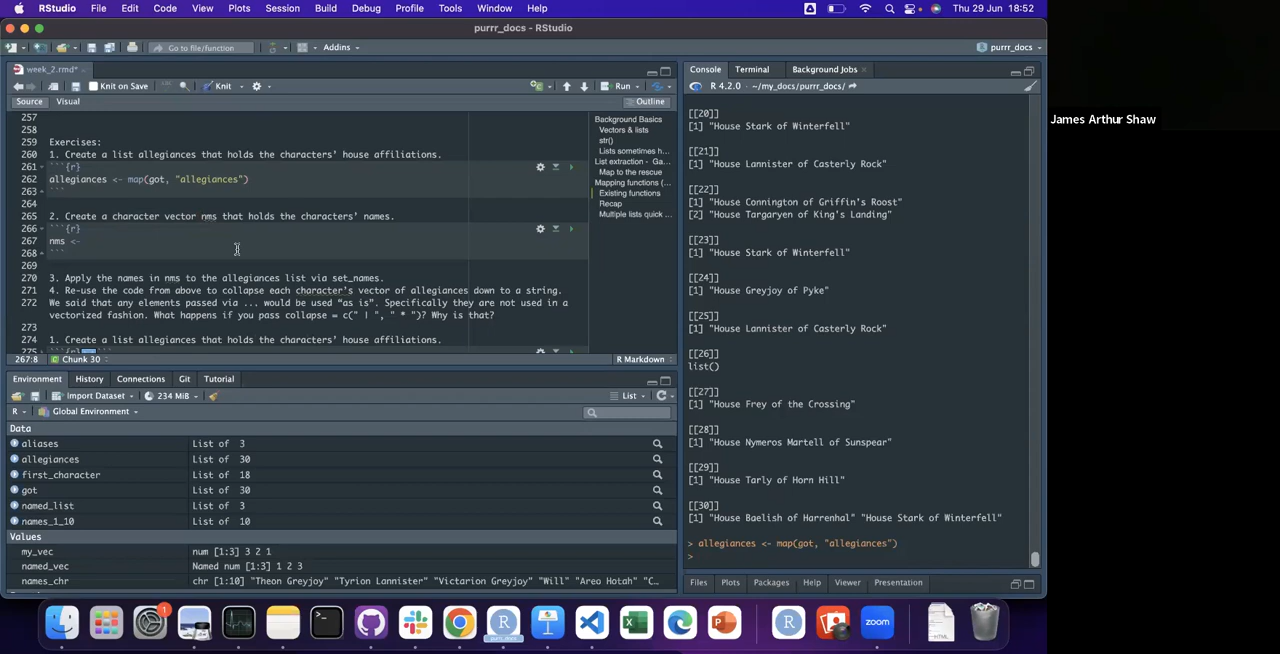 RStudio File Edit Code View Plots Session Build Debug Profile Tools Window Help Thu 29 Jun 18:52
purrr_docs - RStudio
Go to file/function Addins purrr_docs
week_2.rmd*
Knit on Save Knit Run
Source Visual Outline
257
258
259 Exercises:
260 1. Create a list allegiances that holds the characters’ house affiliations.
261 ```{r}
262 allegiances <- map(got, "allegiances")
263 ```
264
265 2. Create a character vector nms that holds the characters’ names.
266 ```{r}
267 nms <-
268 ```
269
270 3. Apply the names in nms to the allegiances list via set_names.
271 4. Re-use the code from above to collapse each character’s vector of allegiances down to a string.
272 We said that any elements passed via ... would be used “as is”. Specifically they are not used in a
vectorized fashion. What happens if you pass collapse = c(" | ", " * ")? Why is that?
273
274 1. Create a list allegiances that holds the characters’ house affiliations.
275 ```{r} ```
Background Basics
Vectors & lists
str()
Lists sometimes h...
List extraction - Ga...
Map to the rescue
Mapping functions (...
Existing functions
Recap
Multiple lists quick ...
267:8 Chunk 30 R Markdown
Environment History Connections Git Tutorial
Import Dataset 234 MiB List
R Global Environment
Data
aliases List of 3
allegiances List of 30
first_character List of 18
got List of 30
named_list List of 3
names_1_10 List of 10
Values
my_vec num [1:3] 3 2 1
named_vec Named num [1:3] 1 2 3
names_chr chr [1:10] "Theon Greyjoy" "Tyrion Lannister" "Victarion Greyjoy" "Will" "Areo Hotah" "C...
Console Terminal Background Jobs
R 4.2.0 · ~/my_docs/purrr_docs/
[[20]]
[1] "House Stark of Winterfell"
[[21]]
[1] "House Lannister of Casterly Rock"
[[22]]
[1] "House Connington of Griffin's Roost"
[2] "House Targaryen of King's Landing"
[[23]]
[1] "House Stark of Winterfell"
[[24]]
[1] "House Greyjoy of Pyke"
[[25]]
[1] "House Lannister of Casterly Rock"
[[26]]
list()
[[27]]
[1] "House Frey of the Crossing"
[[28]]
[1] "House Nymeros Martell of Sunspear"
[[29]]
[1] "House Tarly of Horn Hill"
[[30]]
[1] "House Baelish of Harrenhal" "House Stark of Winterfell"
> allegiances <- map(got, "allegiances")
>
Files Plots Packages Help Viewer Presentation
James Arthur Shaw
1
zoom
HTML